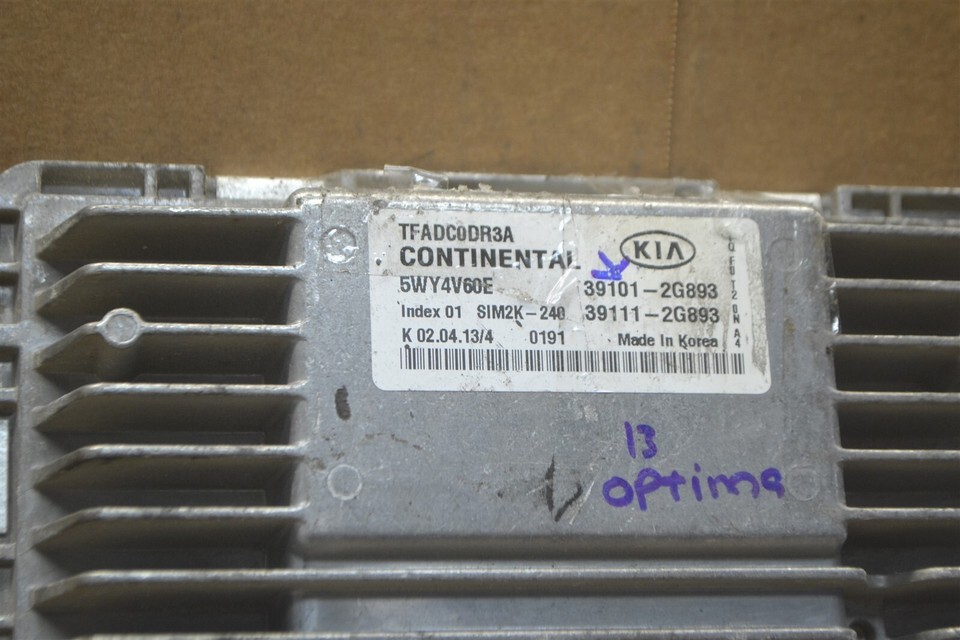 TFADC0DR3A
CONTINENTAL KIA
5WY4V60E 39101-2G893
Index 01 SIM2K-240 39111-2G893
K 02.04.13/4 0191 Made In Korea
13
optima